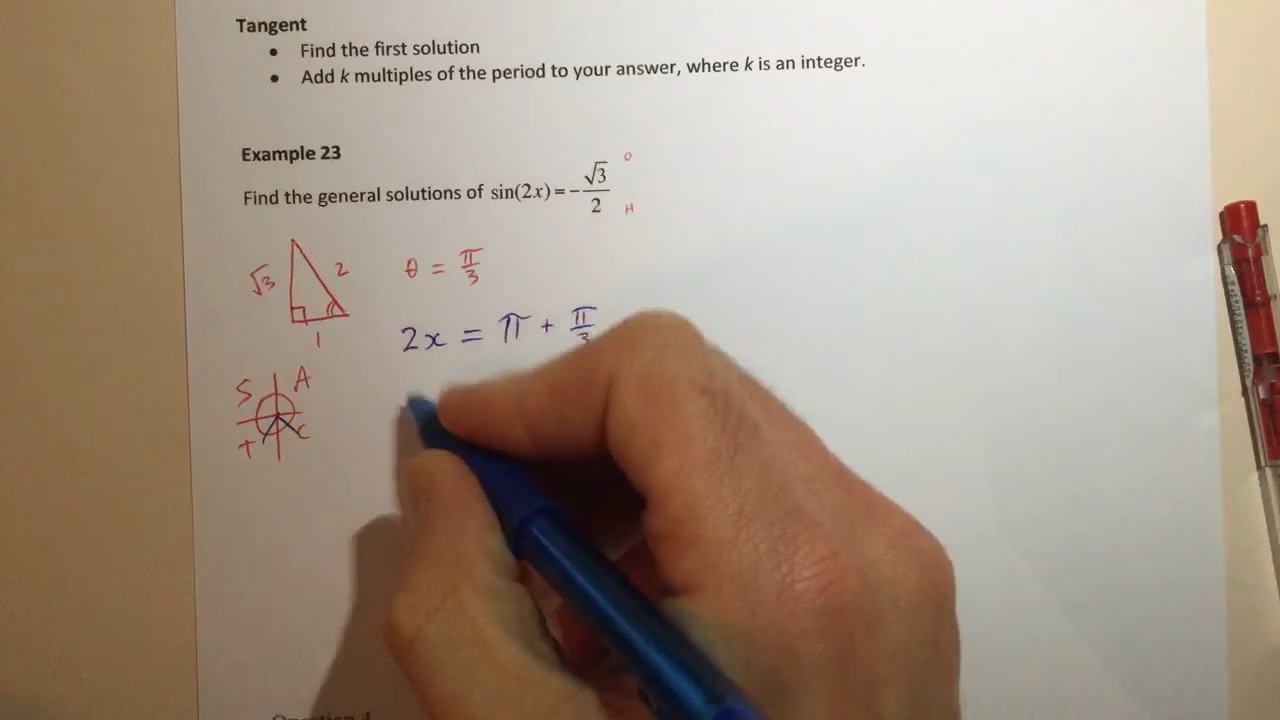 Tangent
• Find the first solution
• Add k multiples of the period to your answer, where k is an integer.
Example 23
Find the general solutions of sin(2x) = -√3/2
O
H
√3
2
1
θ = π/3
2x = π + π/3
S A
T C